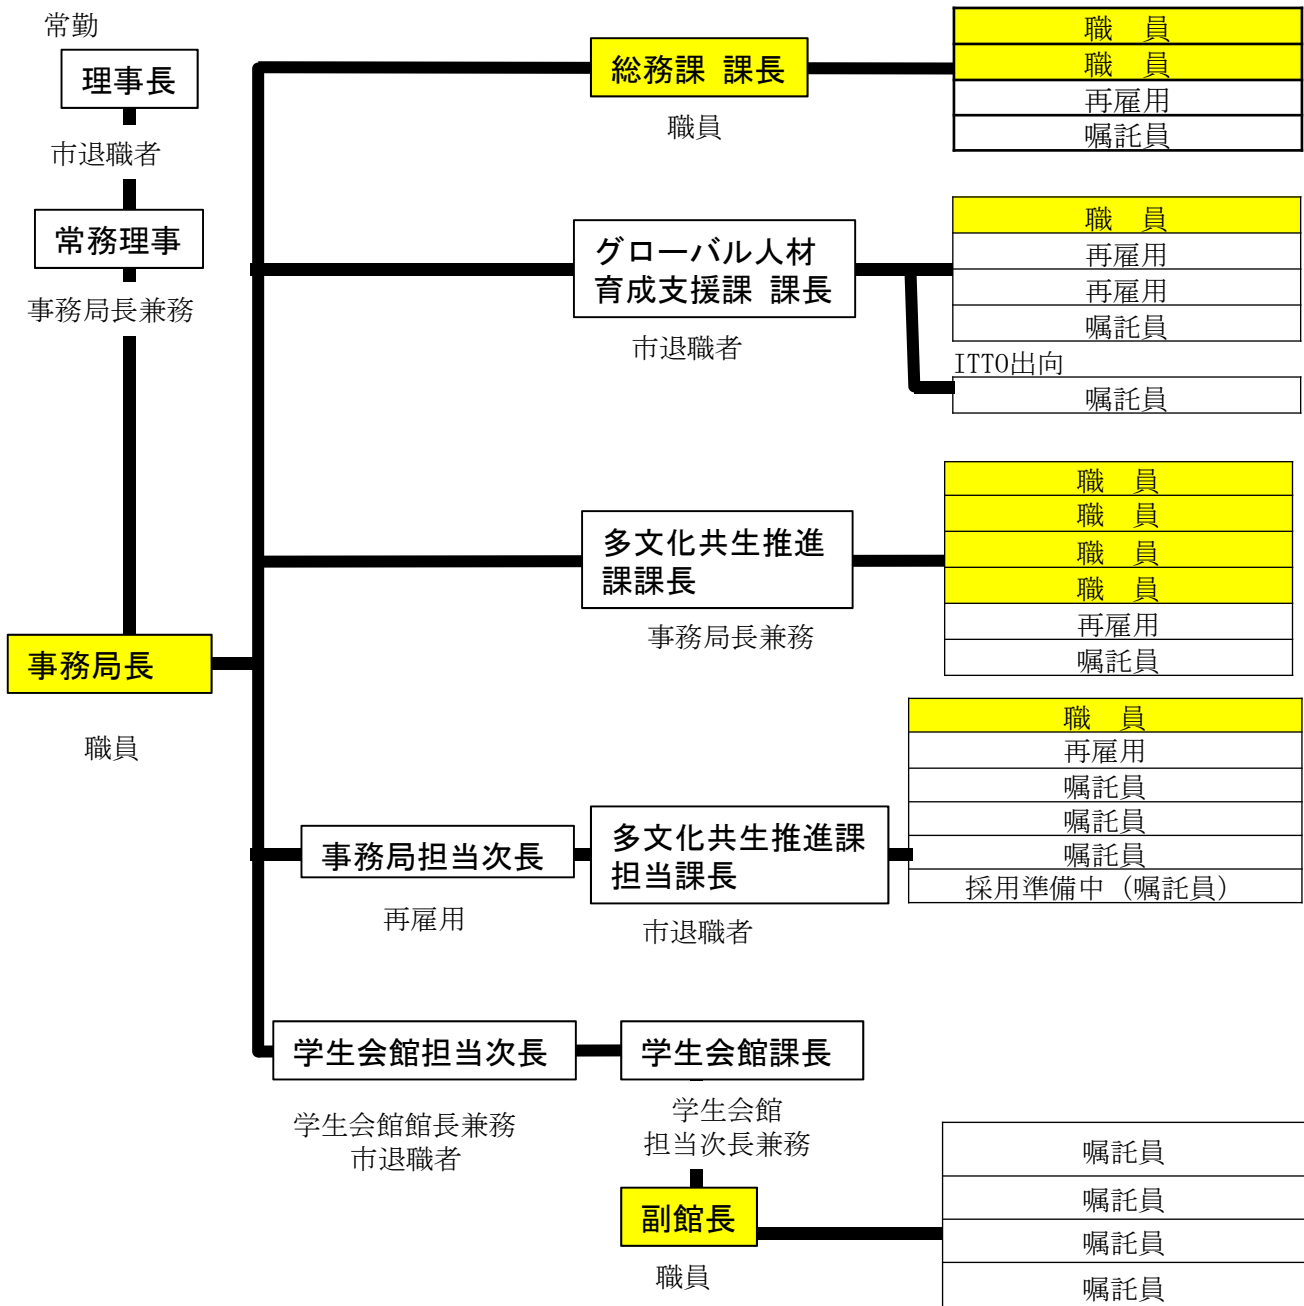 常勤
理事長
市退職者
常務理事
事務局長兼務
事務局長
職員
総務課 課長
職員
職　員
職　員
再雇用
嘱託員
グローバル人材
育成支援課 課長
市退職者
職　員
再雇用
再雇用
嘱託員
ITTO出向
嘱託員
多文化共生推進
課課長
事務局長兼務
職　員
職　員
職　員
職　員
再雇用
嘱託員
事務局担当次長
再雇用
多文化共生推進課
担当課長
市退職者
職　員
再雇用
嘱託員
嘱託員
嘱託員
採用準備中（嘱託員）
学生会館担当次長
学生会館館長兼務
市退職者
学生会館課長
学生会館
担当次長兼務
副館長
職員
嘱託員
嘱託員
嘱託員
嘱託員